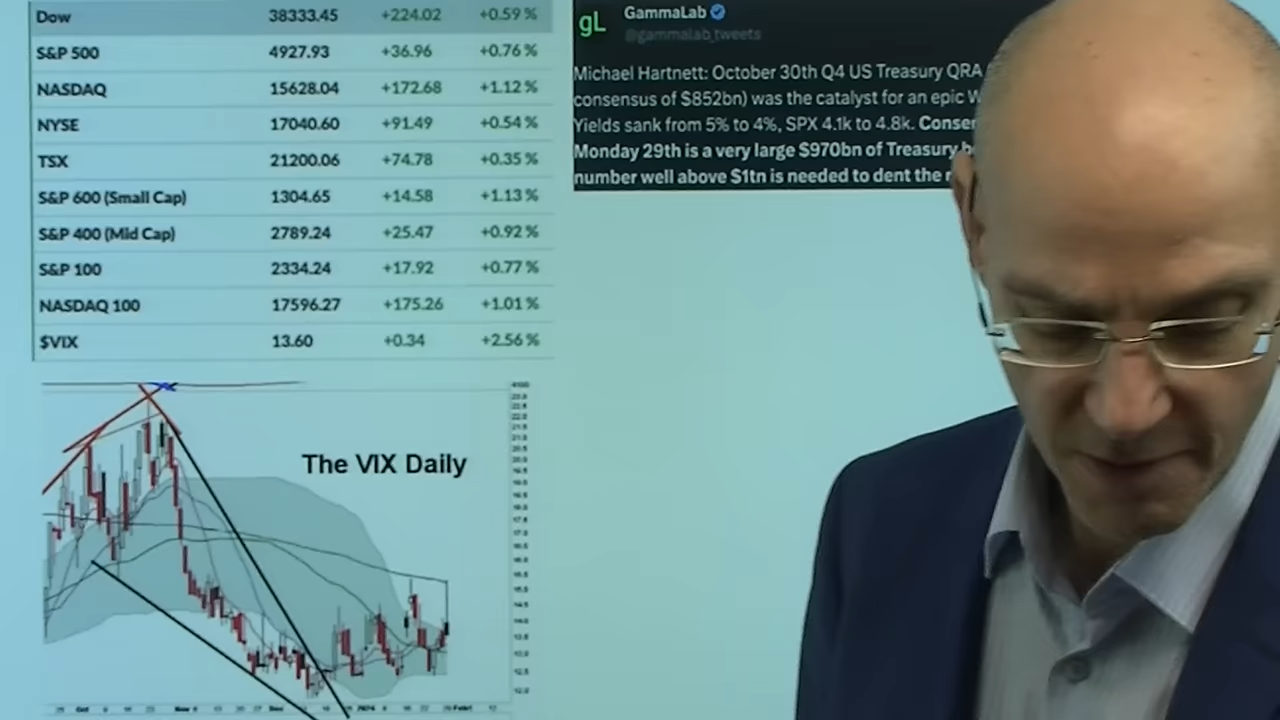 Dow 38333.45 +224.02 +0.59%
S&P 500 4927.93 +36.96 +0.76%
NASDAQ 15628.04 +172.68 +1.12%
NYSE 17040.60 +91.49 +0.54%
TSX 21200.06 +74.78 +0.35%
S&P 600 (Small Cap) 1304.65 +14.58 +1.13%
S&P 400 (Mid Cap) 2789.24 +25.47 +0.92%
S&P 100 2334.24 +17.92 +0.77%
NASDAQ 100 17596.27 +175.26 +1.01%
$VIX 13.60 +0.34 +2.56%
gL GammaLab
@gammalab_tweets
Michael Hartnett: October 30th Q4 US Treasury QRA
consensus of $852bn) was the catalyst for an epic
Yields sank from 5% to 4%, SPX 4.1k to 4.8k.
Monday 29th is a very large $970bn of Treasury
number well above $1tn is needed to dent the
The VIX Daily